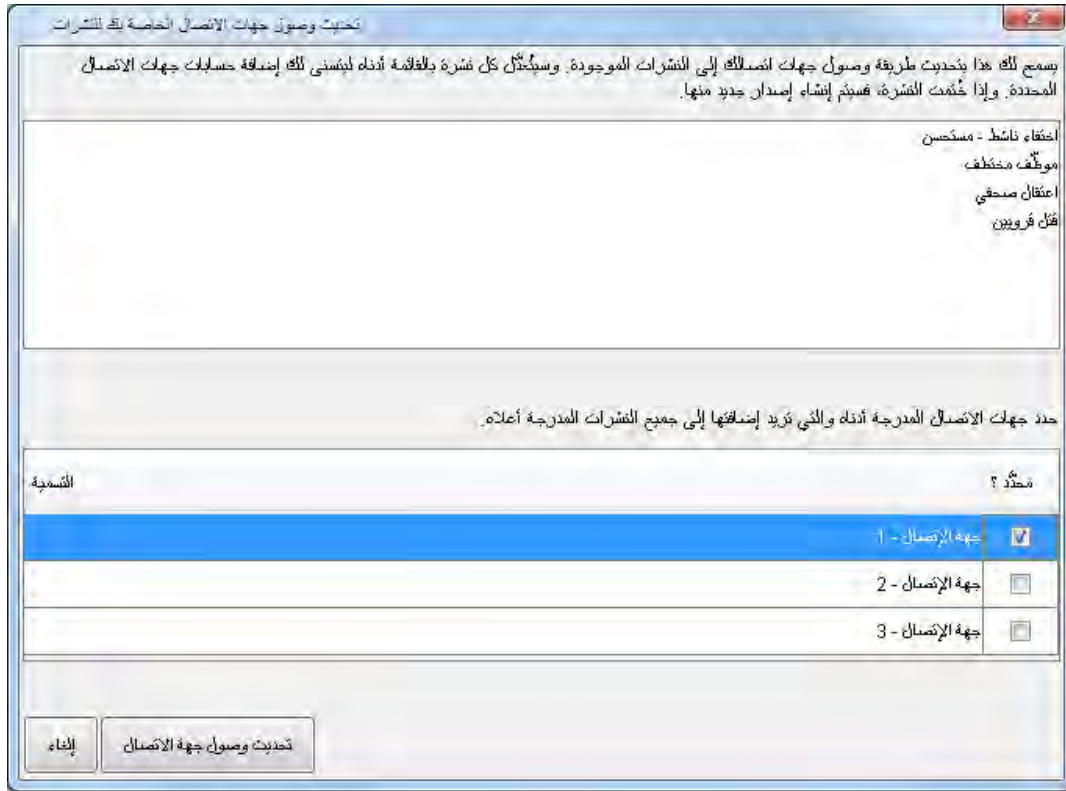 تحديث وصول جهات الاتصال الخاصة بك للنشرات
يسمح لك هذا بتحديث طريقة وصول جهات اتصالك إلى النشرات الموجودة. وسيُعدَّل كل نشرة بالقائمة أدناه ليتسنى لك إضافة حسابات جهات الاتصال
المحددة. وإذا خُتمت النشرة، فسيتم إنشاء إصدار جديد منها.
اختفاء ناشط - مستحسن
موظّف مختطف
اعتقال صحفي
قتل قرويين
حدد جهات الاتصال المدرجة أدناه والتي تريد إضافتها إلى جميع النشرات المدرجة أعلاه.
مُحدَّد ؟ التسمية
جهة الإتصال - 1
جهة الإتصال - 2
جهة الإتصال - 3
تحديث وصول جهة الاتصال إلغاء